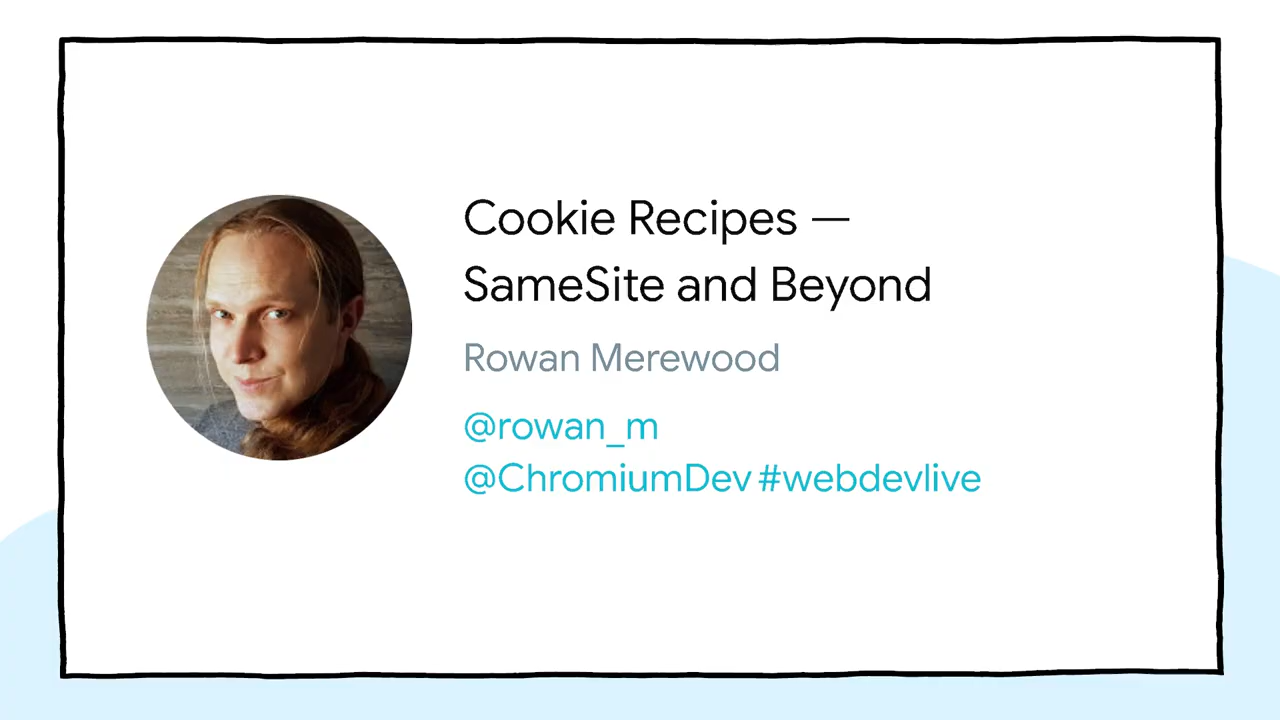 Cookie Recipes —
SameSite and Beyond
Rowan Merewood
@rowan_m
@ChromiumDev #webdevlive